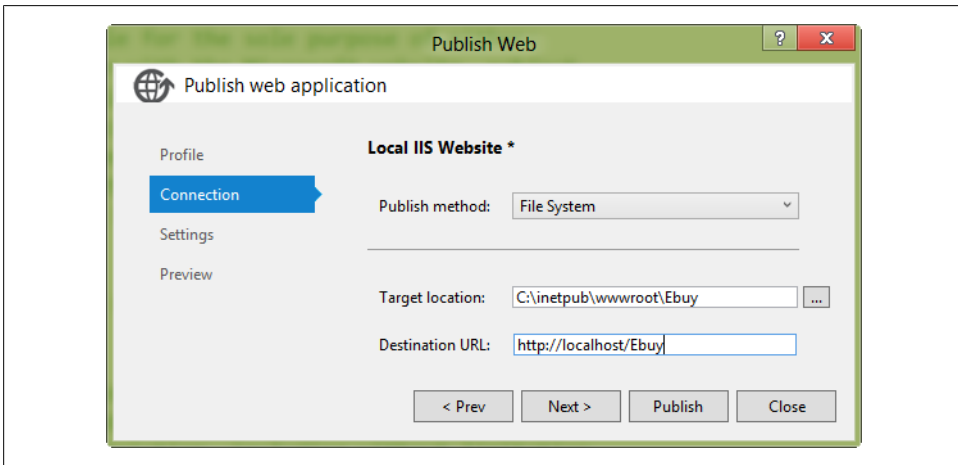 Publish Web
?
x
Publish web application
Profile
Connection
Settings
Preview
Local IIS Website *
Publish method: File System
Target location: C:\inetpub\wwwroot\Ebuy ...
Destination URL: http://localhost/Ebuy
< Prev Next > Publish Close